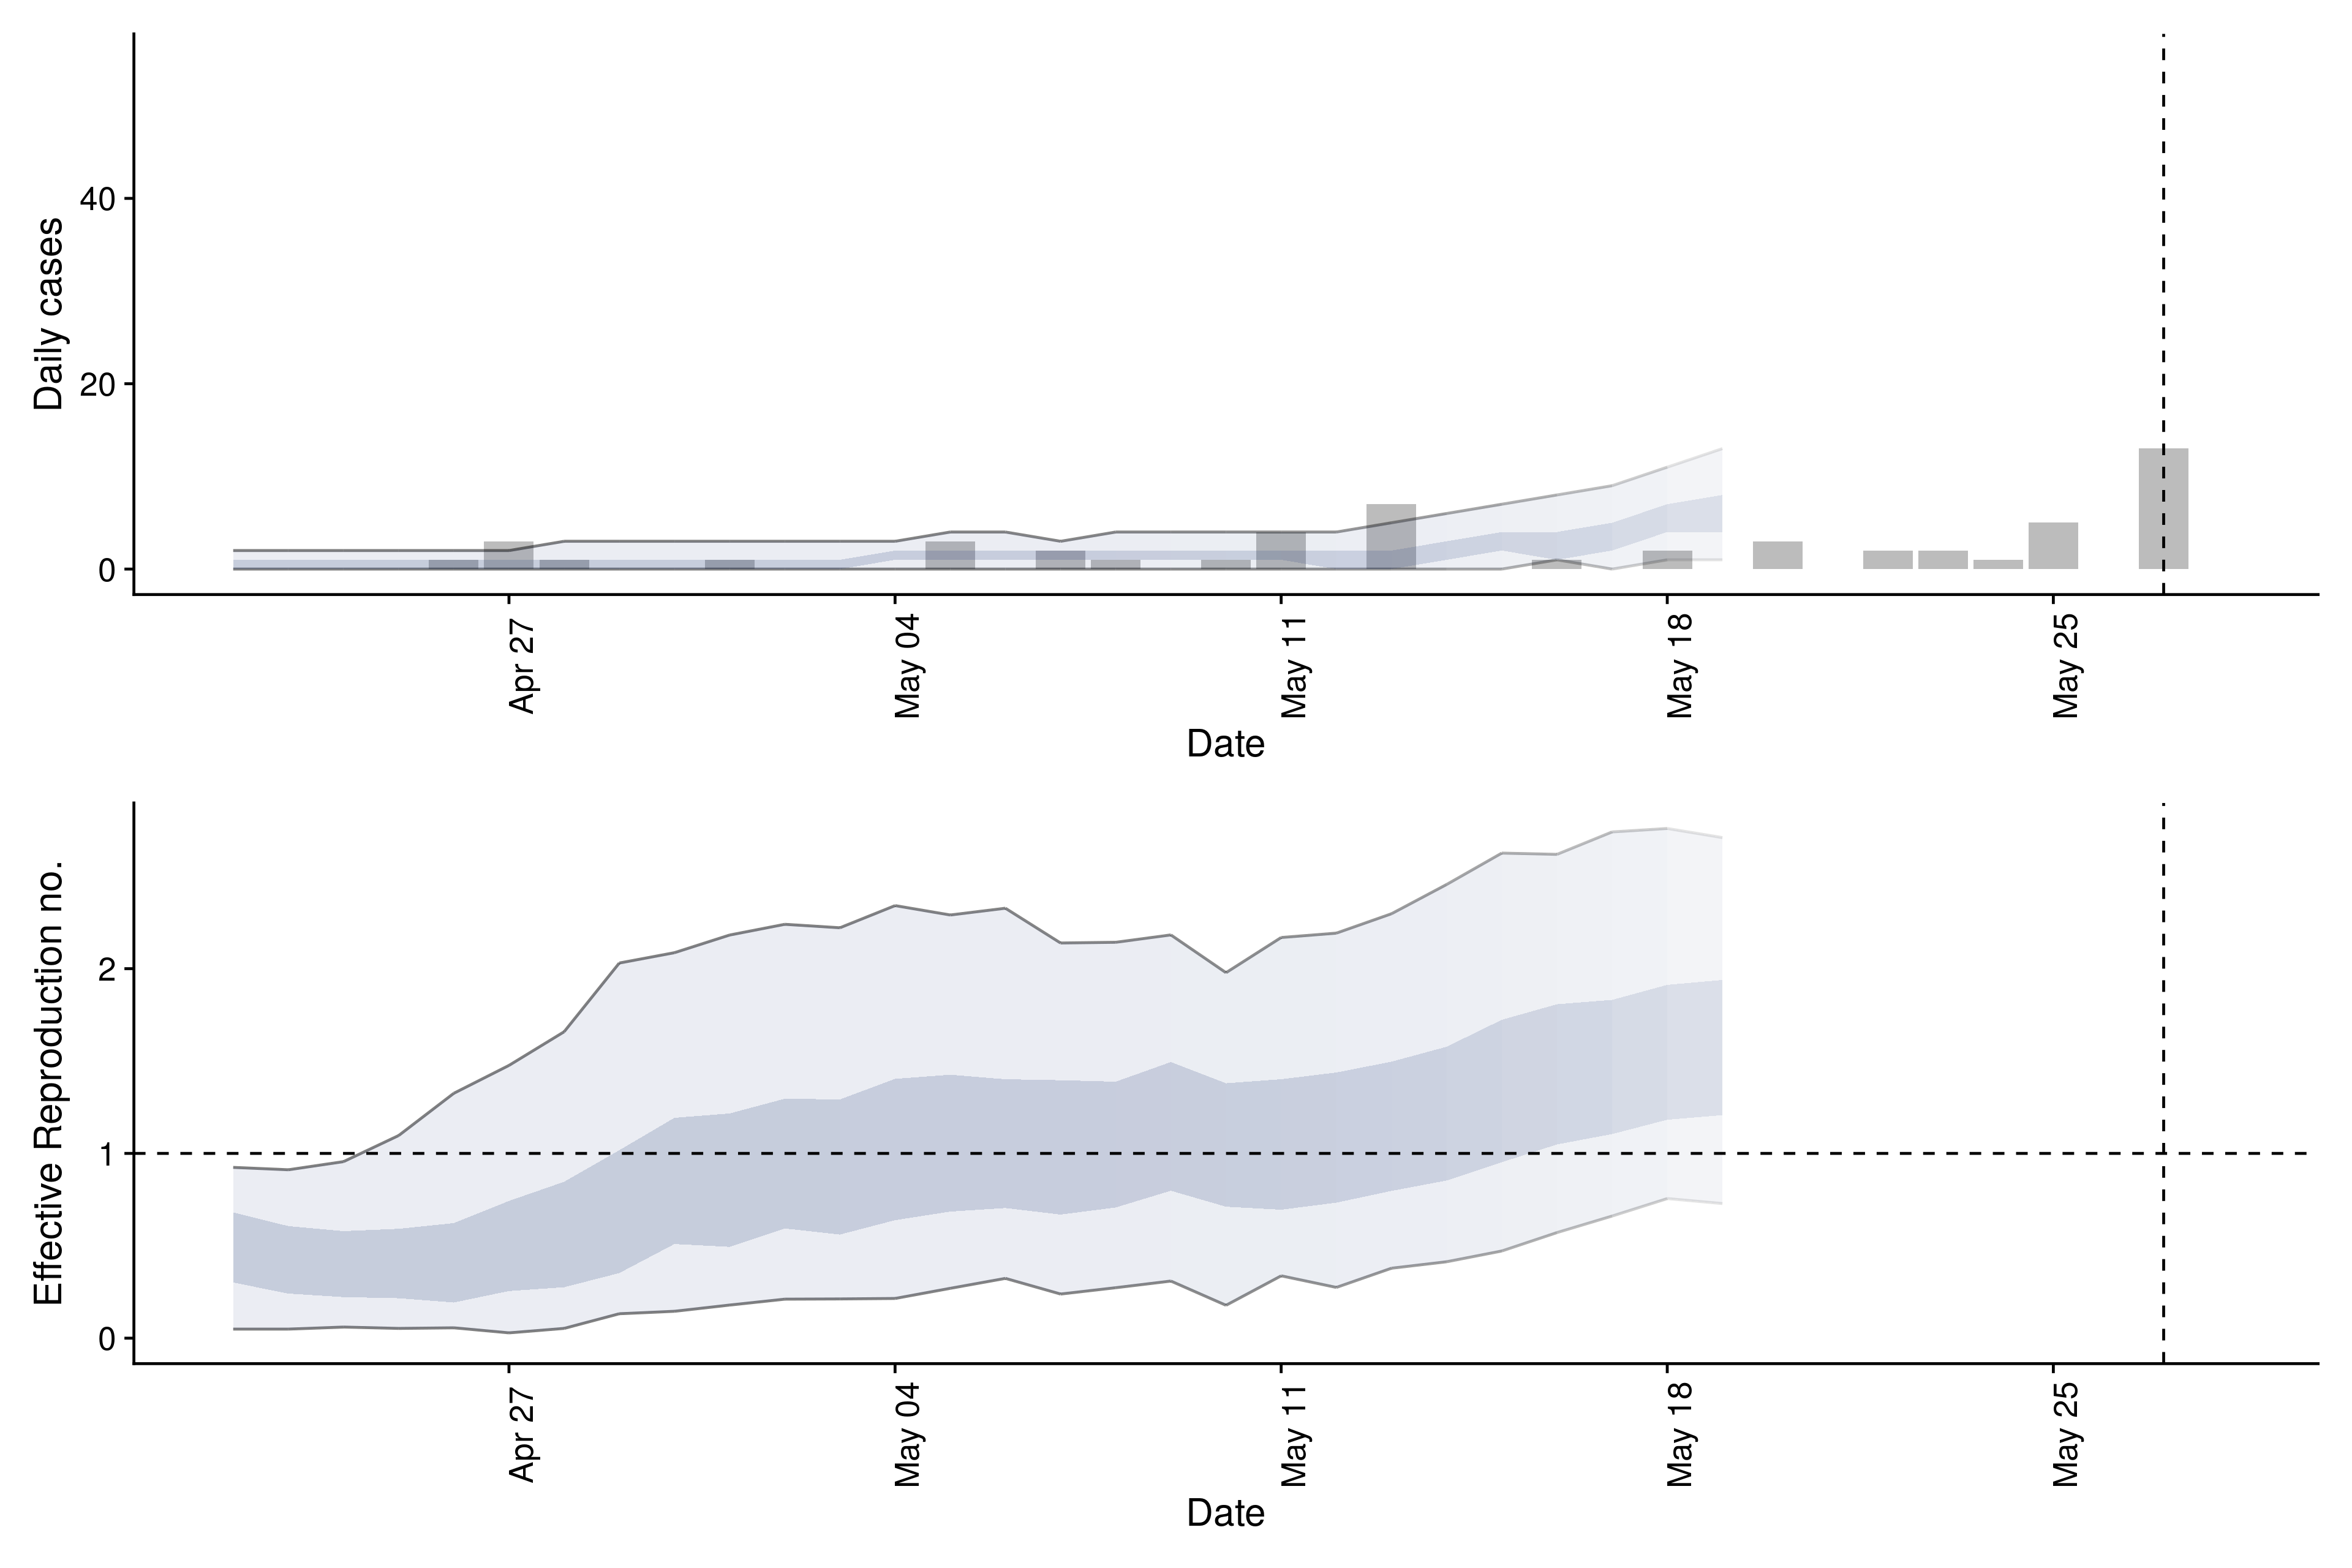 Daily cases
40
20
0
Apr 27
May 04
May 11
May 18
May 25
Date
Effective Reproduction no.
2
1
0
Apr 27
May 04
May 11
May 18
May 25
Date